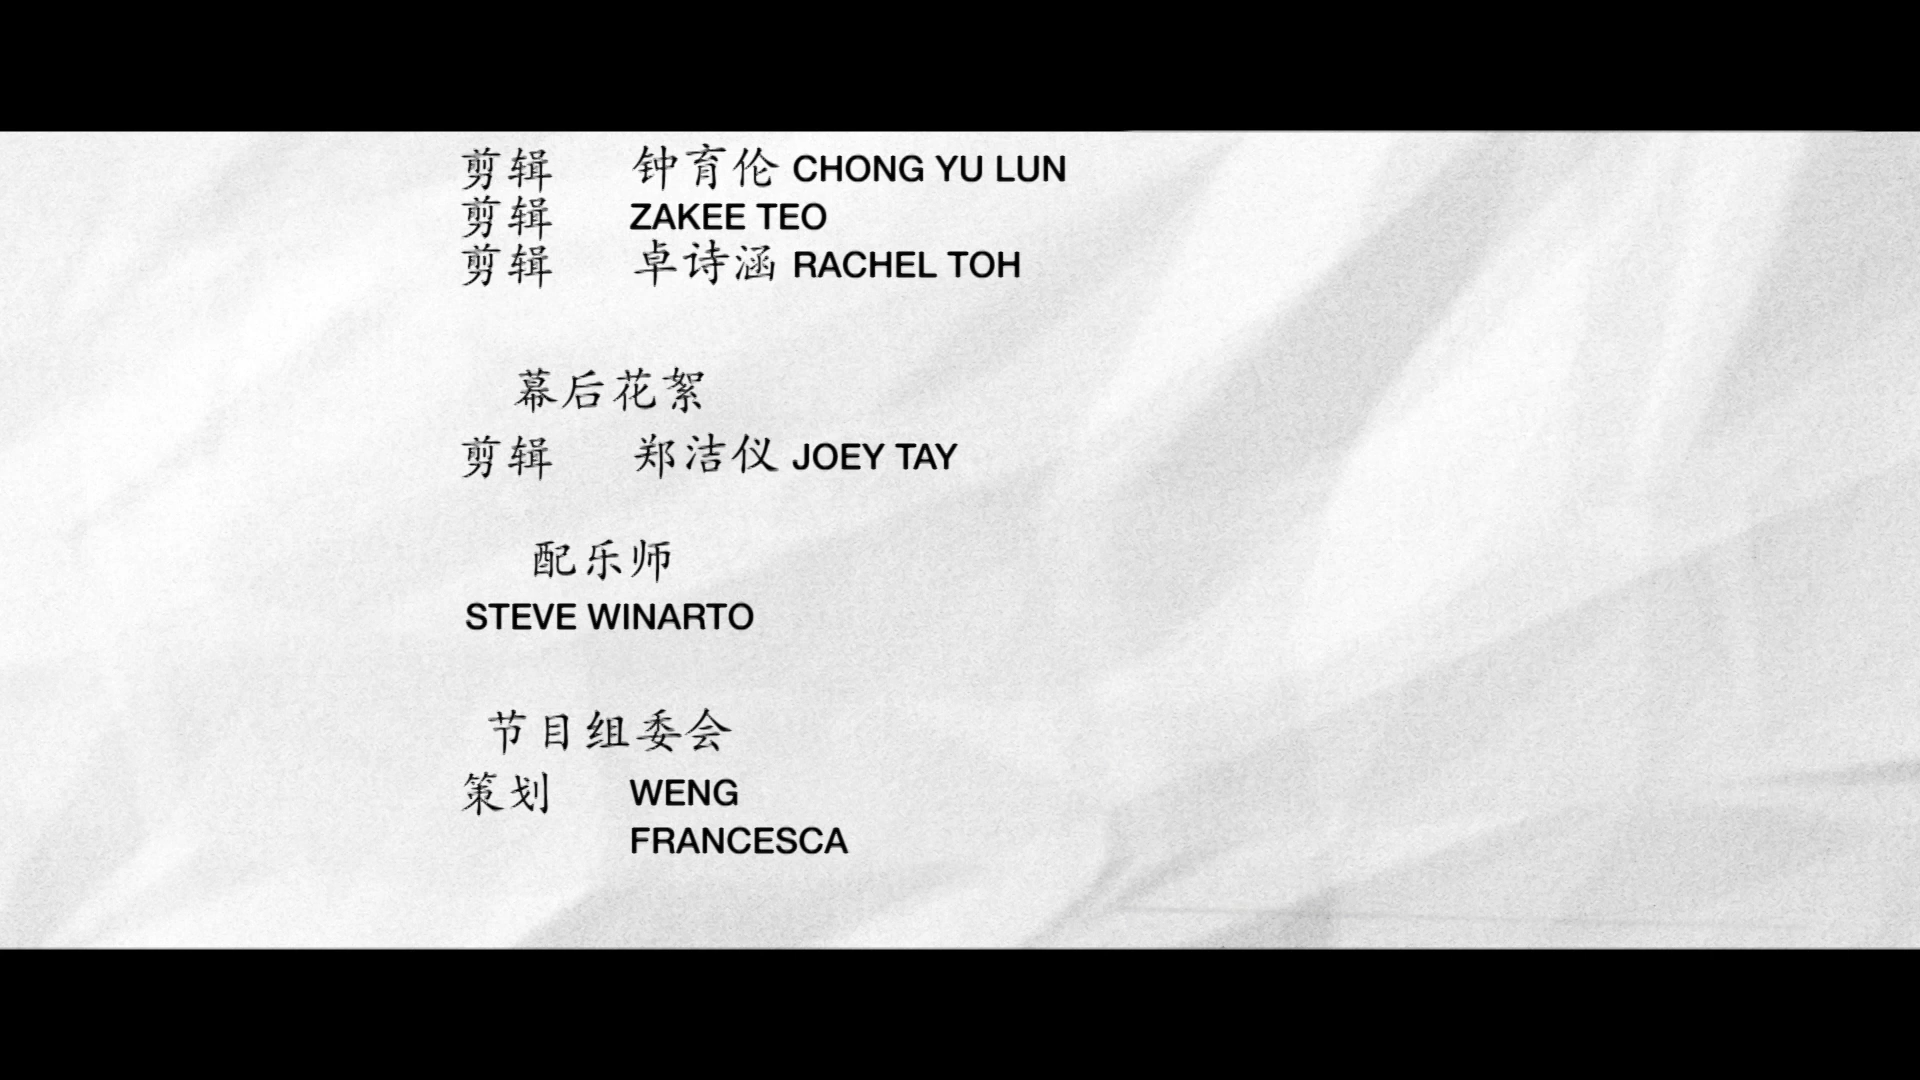 剪辑 钟育伦 CHONG YU LUN
剪辑 ZAKEE TEO
剪辑 卓诗涵 RACHEL TOH
幕后花絮
剪辑 郑洁仪 JOEY TAY
配乐师
STEVE WINARTO
节目组委会
策划 WENG
FRANCESCA